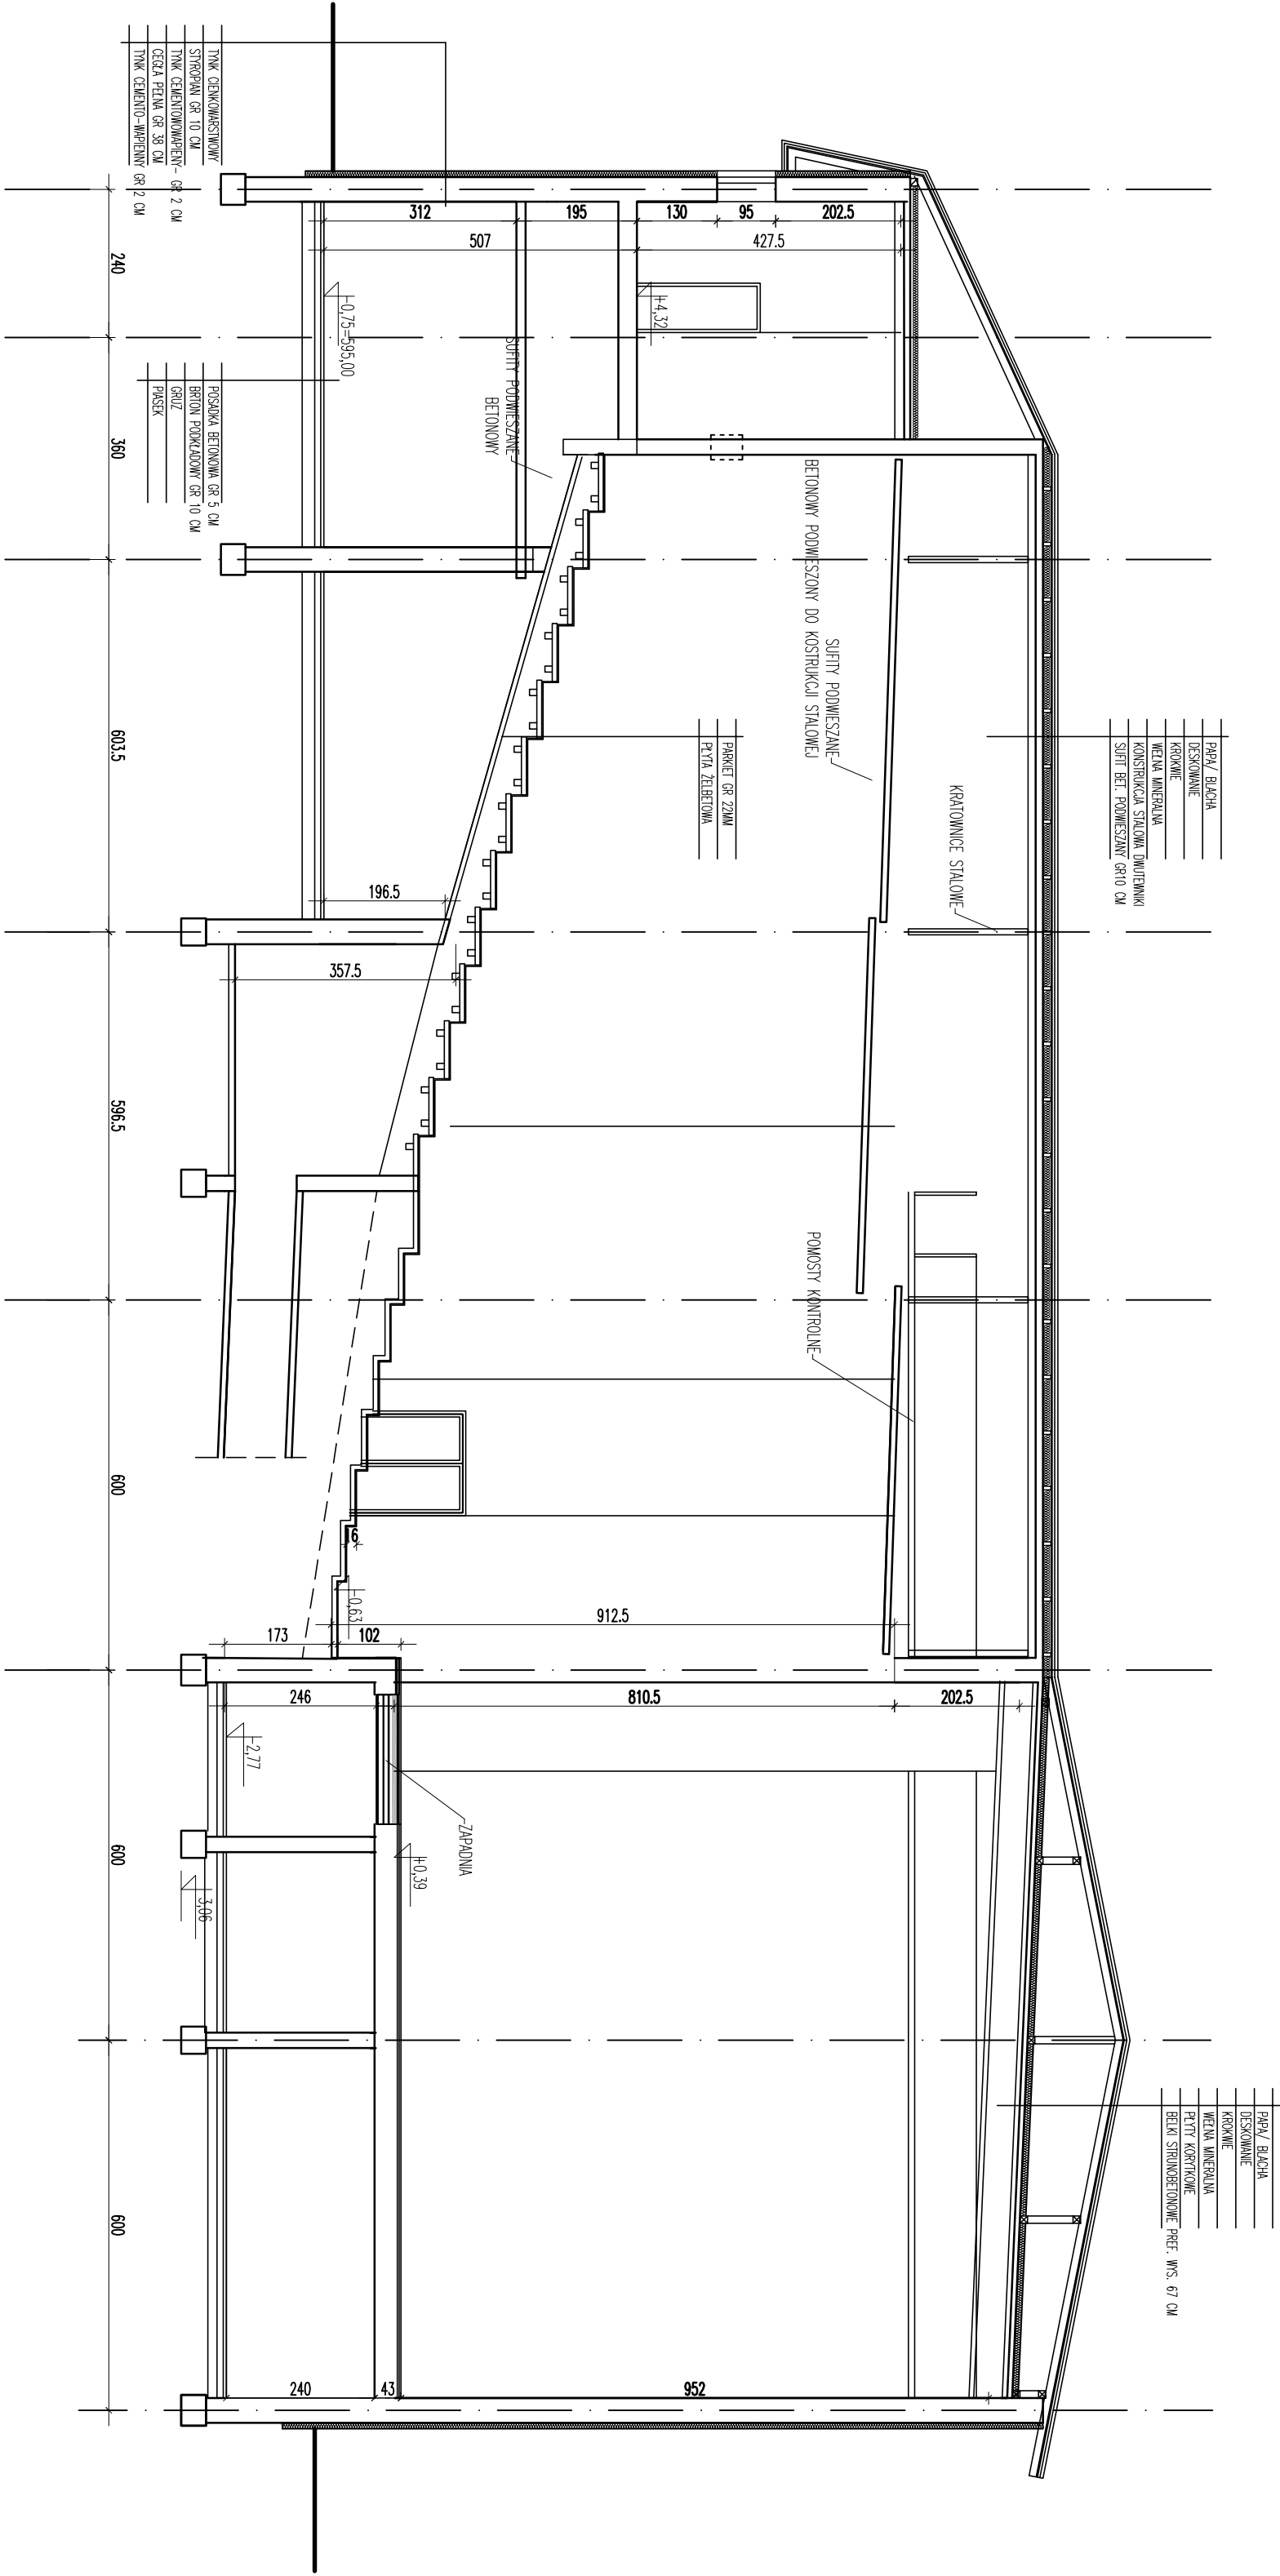 TYNK CIENKOWARSTWOWY
STYROPIAN GR 10 CM
TYNK CEMENTOWOWAPIENY- GR 2 CM
CEGŁA PEŁNA GR 38 CM
TYNK CEMENTO-WAPIENNY GR 2 CM
POSADKA BETONOWA GR 5 CM
BRTON PODKŁADOWY GR 10 CM
GRUZ
PIASEK
SUFITY PODWIESZANE
BETONOWY
SUFITY PODWIESZANE
BETONOWY PODWIESZONY DO KOSTRUKCJI STALOWEJ
PARKIET GR 22MM
PŁYTA ŻELBETOWA
PAPA/ BLACHA
DESKOWANIE
KROKWIE
WEŁNA MINERALNA
KONSTRUKCJA STALOWA DWUTEWNIKI
SUFIT BET. PODWIESZANY GR10 CM
KRATOWNICE STALOWE
POMOSTY KONTROLNE
ZAPADNIA
PAPA/ BLACHA
DESKOWANIE
KROKWIE
WEŁNA MINERALNA
PŁYTY KORYTKOWE
BELKI STRUNOBETONOWE PREF. WYS. 67 CM
312
195
130
95
202.5
507
427.5
-0,75=595,00
+4,32
196.5
357.5
16
-0,63
912.5
173
102
246
810.5
202.5
-2,77
+0,39
3,06
240
43
952
240
360
603.5
596.5
600
600
600